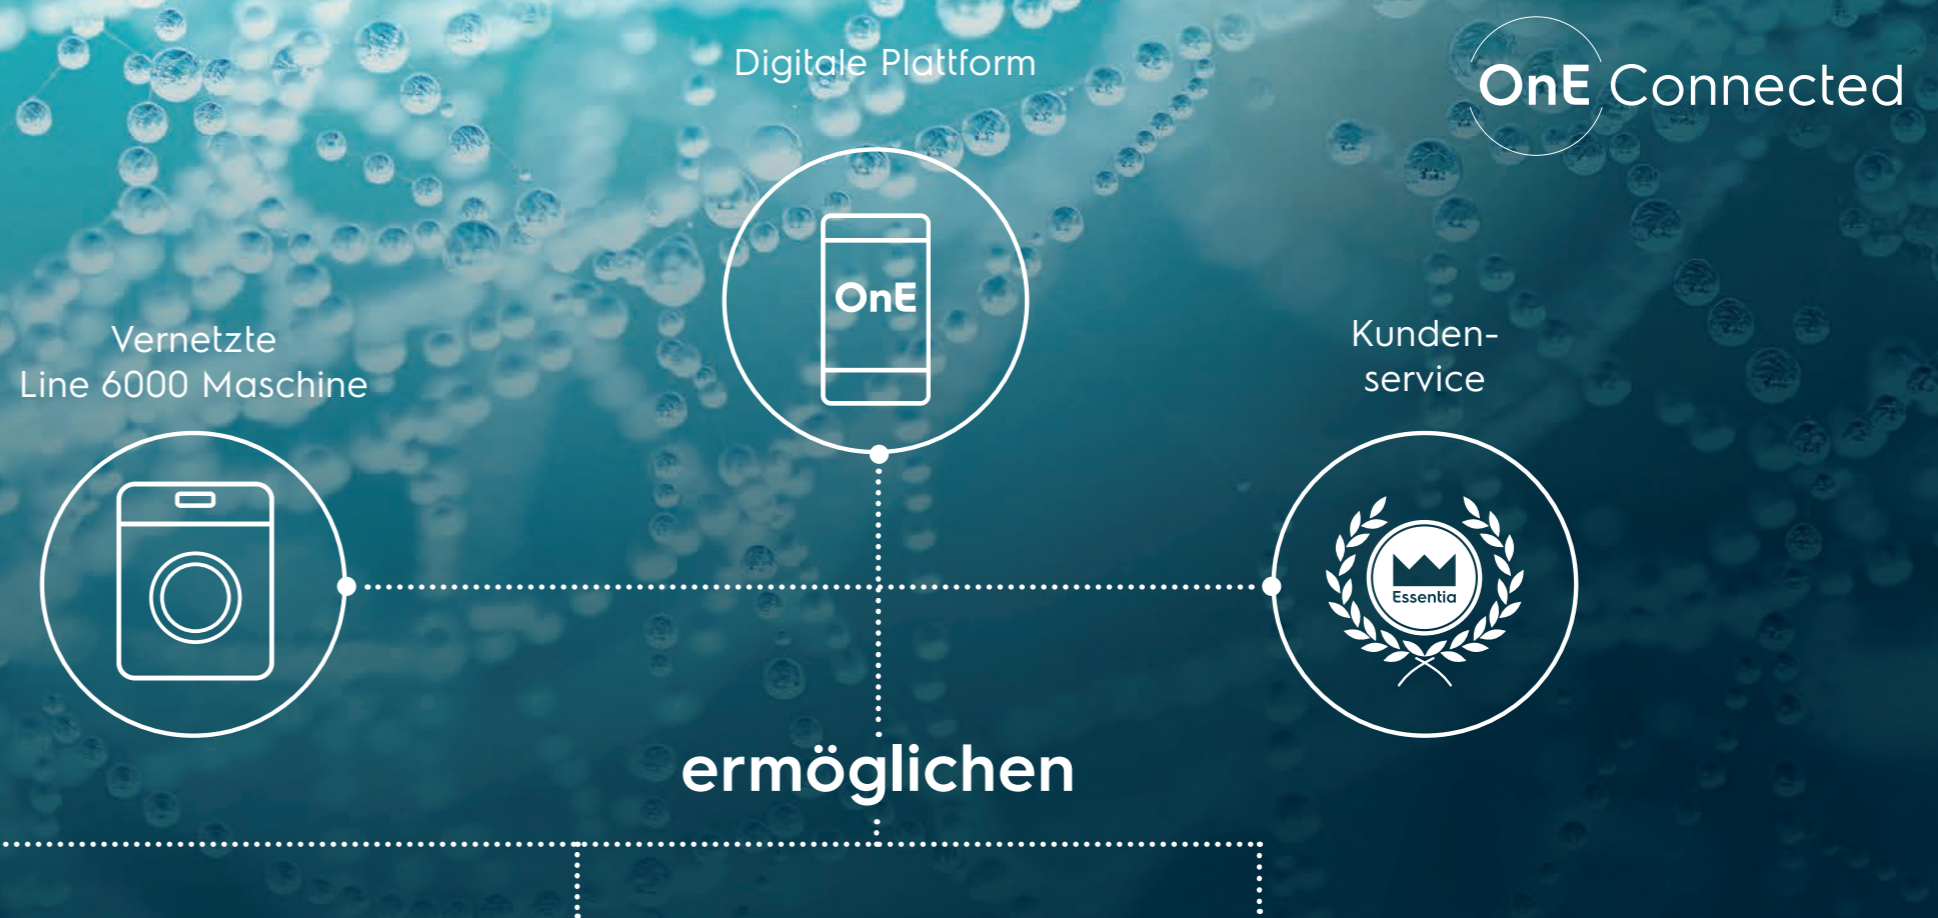 Digitale Plattform
OnE Connected
OnE
Vernetzte
Line 6000 Maschine
Kunden-
service
Essentia
ermöglichen